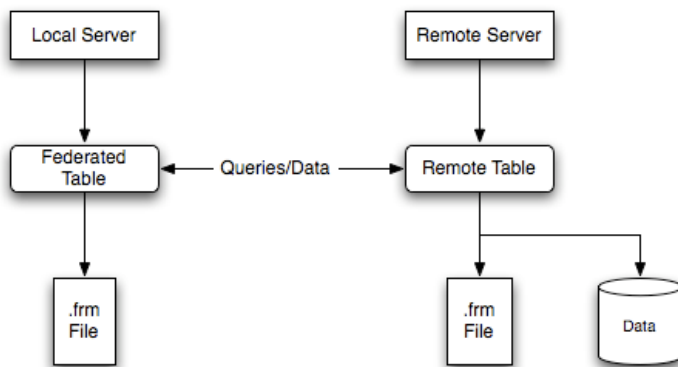 Local Server
Remote Server
Federated
Table
Queries/Data
Remote Table
.frm
File
.frm
File
Data